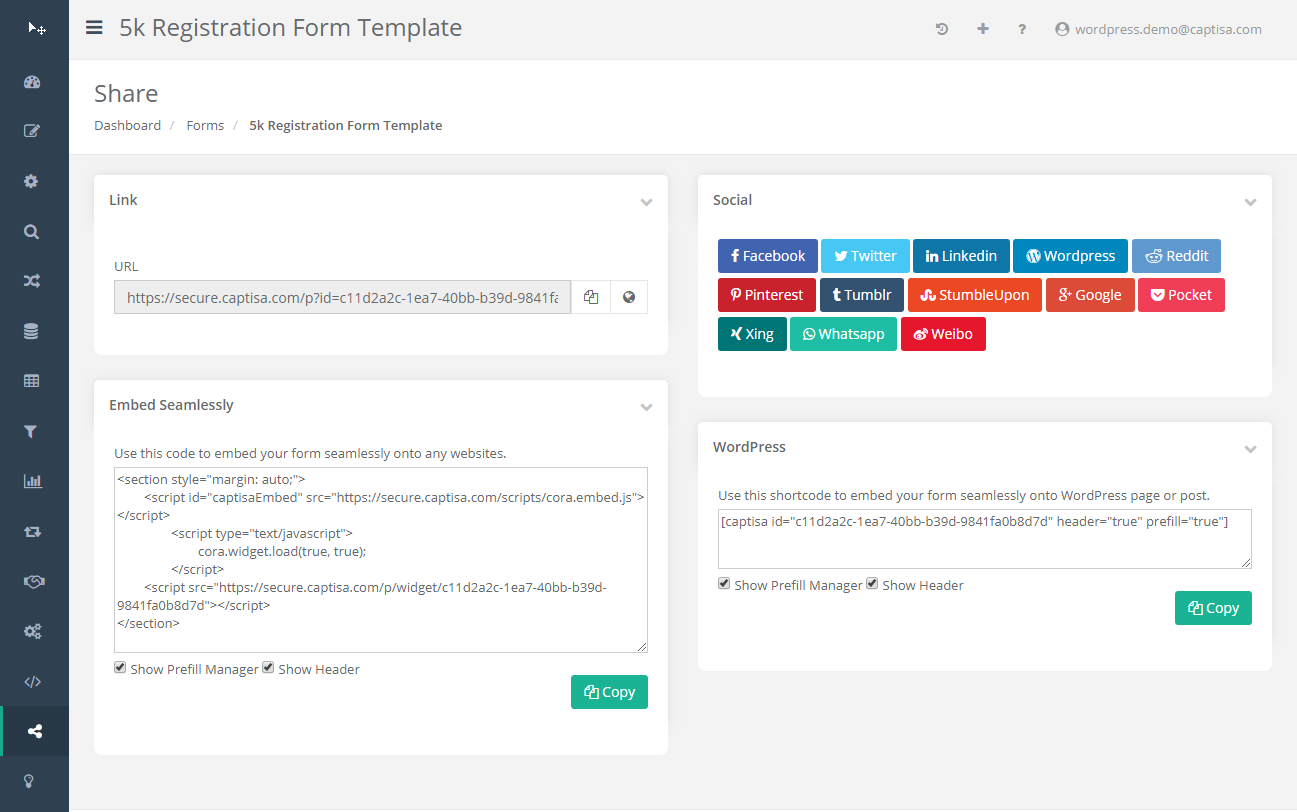 5k Registration Form Template
wordpress.demo@captisa.com
Share
Dashboard / Forms / 5k Registration Form Template
Link
URL
https://secure.captisa.com/p?id=c11d2a2c-1ea7-40bb-b39d-9841fa
Embed Seamlessly
Use this code to embed your form seamlessly onto any websites.
<section style="margin: auto;">
<script id="captisaEmbed" src="https://secure.captisa.com/scripts/cora.embed.js">
</script>
<script type="text/javascript">
cora.widget.load(true, true);
</script>
<script src="https://secure.captisa.com/p/widget/c11d2a2c-1ea7-40bb-b39d-
9841fa0b8d7d"></script>
</section>
Show Prefill Manager Show Header
Copy
Social
Facebook Twitter Linkedin Wordpress Reddit
Pinterest Tumblr StumbleUpon Google Pocket
Xing Whatsapp Weibo
WordPress
Use this shortcode to embed your form seamlessly onto WordPress page or post.
[captisa id="c11d2a2c-1ea7-40bb-b39d-9841fa0b8d7d" header="true" prefill="true"]
Show Prefill Manager Show Header
Copy